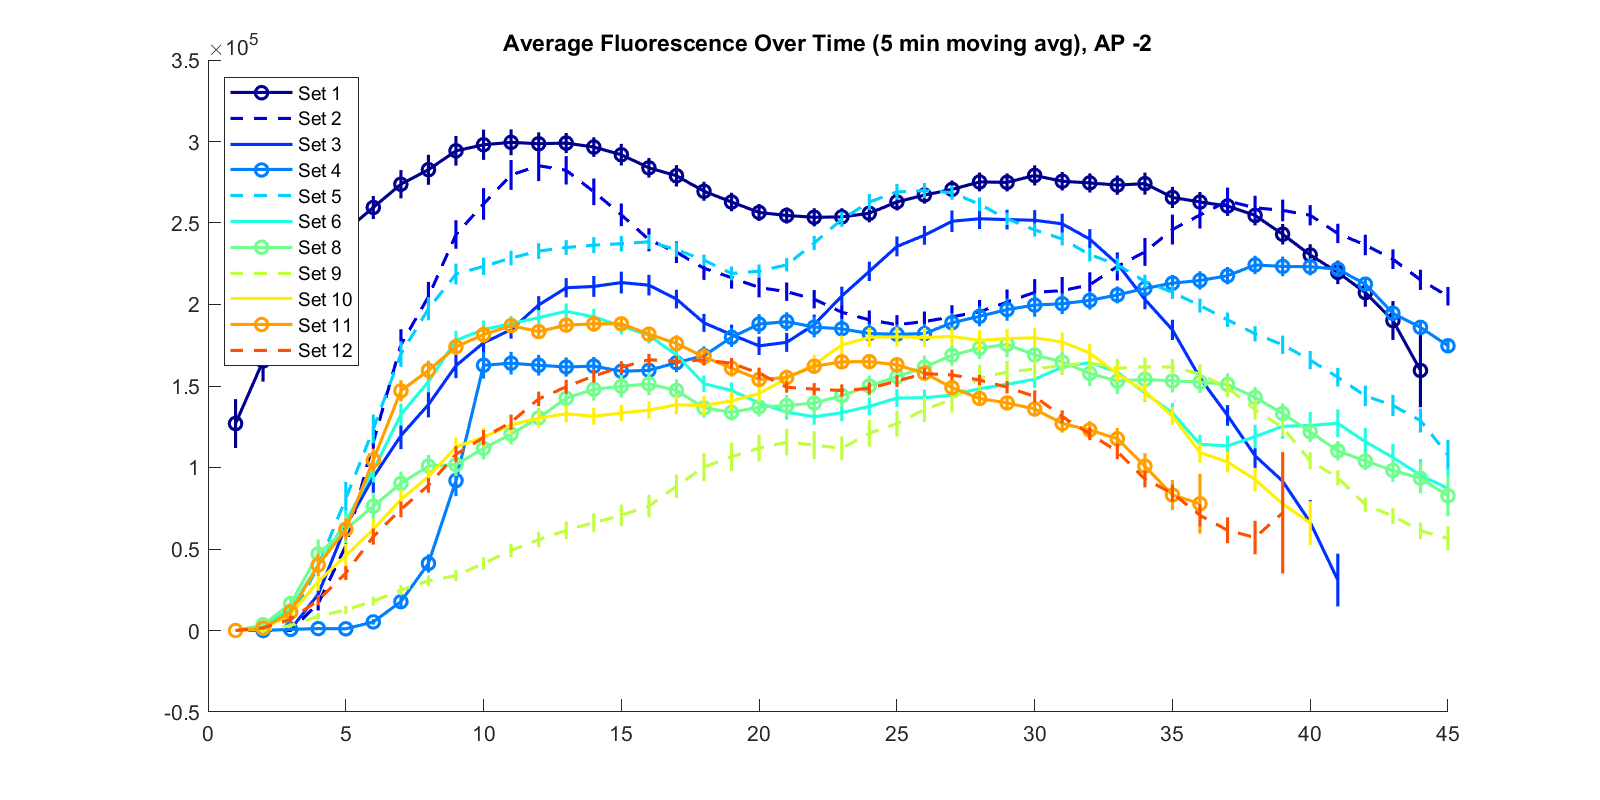 Average Fluorescence Over Time (5 min moving avg), AP -2
×10^5
3.5
3
2.5
2
1.5
1
0.5
0
-0.5
Set 1
Set 2
Set 3
Set 4
Set 5
Set 6
Set 8
Set 9
Set 10
Set 11
Set 12
0 5 10 15 20 25 30 35 40 45